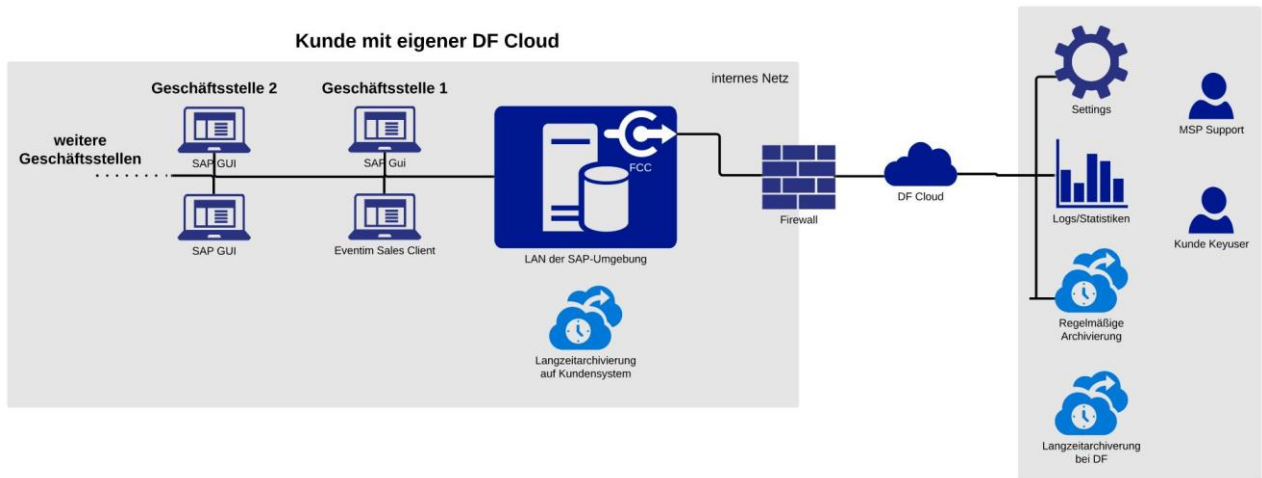 Kunde mit eigener DF Cloud
internes Netz
Geschäftsstelle 2
Geschäftsstelle 1
weitere
Geschäftsstellen
SAP GUI
SAP Gui
SAP GUI
Eventim Sales Client
FCC
LAN der SAP-Umgebung
Langzeitarchivierung
auf Kundensystem
Firewall
DF Cloud
Settings
MSP Support
Logs/Statistiken
Kunde Keyuser
Regelmäßige
Archivierung
Langzeitarchiverung
bei DF